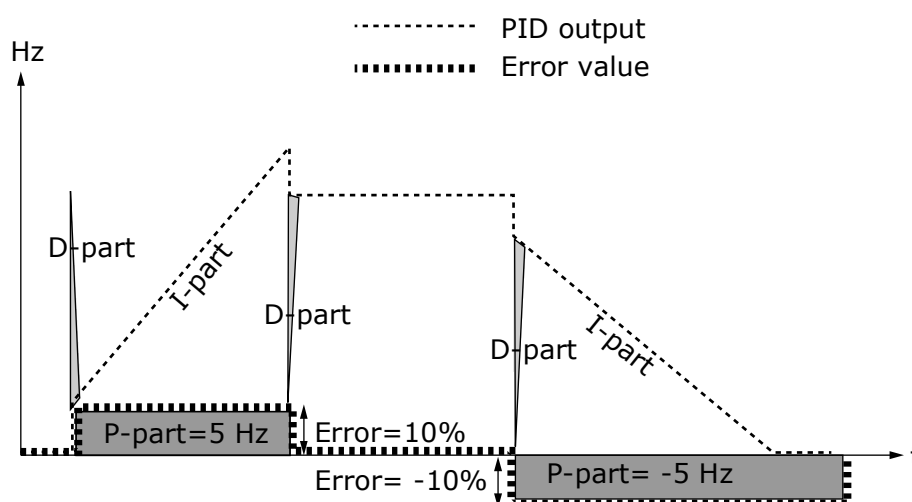 PID output
Error value
Hz
D-part
I-part
D-part
D-part
I-part
P-part=5 Hz
Error=10%
Error= -10%
P-part= -5 Hz